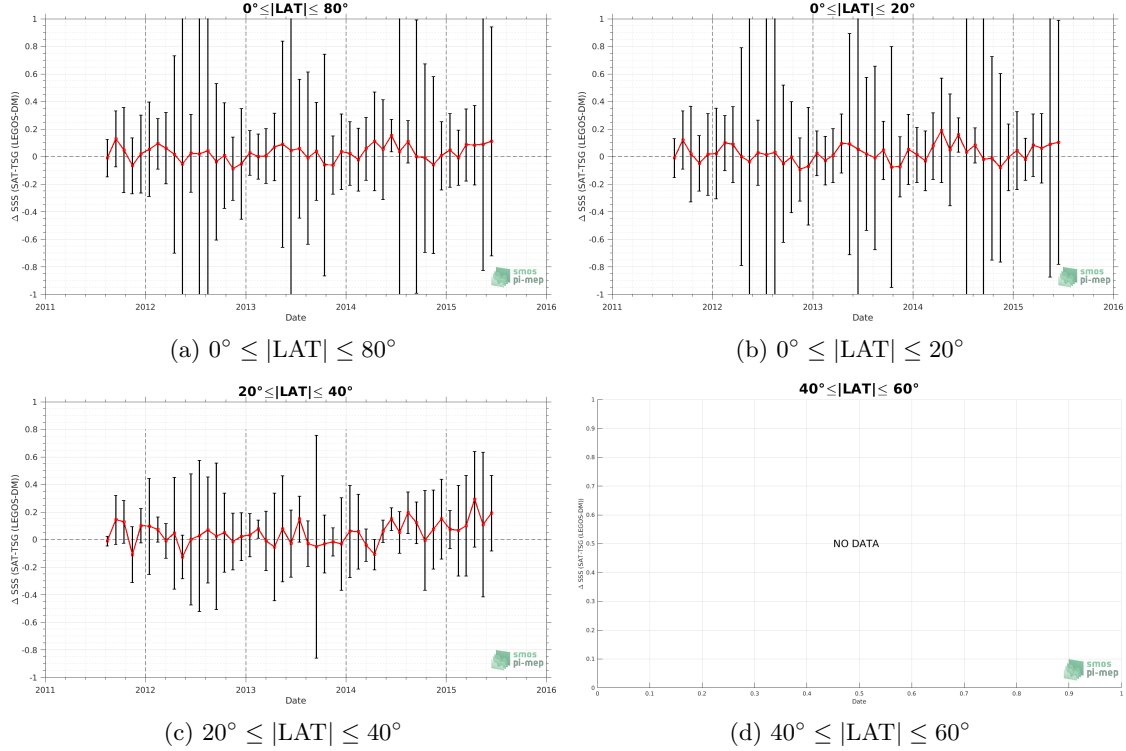 0°≤|LAT|≤ 80°
1
0.8
0.6
0.4
0.2
0
-0.2
-0.4
-0.6
-0.8
-1
Δ SSS (SAT-TSG (LEGOS-DM))
2011 2012 2013 2014 2015 2016
Date
smos
pi-mep
(a) 0° ≤ |LAT| ≤ 80°
0°≤|LAT|≤ 20°
1
0.8
0.6
0.4
0.2
0
-0.2
-0.4
-0.6
-0.8
-1
Δ SSS (SAT-TSG (LEGOS-DM))
2011 2012 2013 2014 2015 2016
Date
smos
pi-mep
(b) 0° ≤ |LAT| ≤ 20°
20°≤|LAT|≤ 40°
1
0.8
0.6
0.4
0.2
0
-0.2
-0.4
-0.6
-0.8
-1
Δ SSS (SAT-TSG (LEGOS-DM))
2011 2012 2013 2014 2015 2016
Date
smos
pi-mep
(c) 20° ≤ |LAT| ≤ 40°
40°≤|LAT|≤ 60°
1
0.9
0.8
0.7
0.6
0.5
0.4
0.3
0.2
0.1
0
Δ SSS (SAT-TSG (LEGOS-DM))
NO DATA
0 0.1 0.2 0.3 0.4 0.5 0.6 0.7 0.8 0.9 1
Date
smos
pi-mep
(d) 40° ≤ |LAT| ≤ 60°